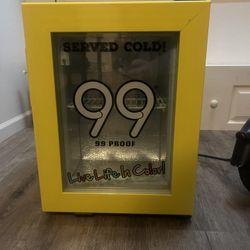 SERVED COLD!
99
99 PROOF
Live Life In Color!